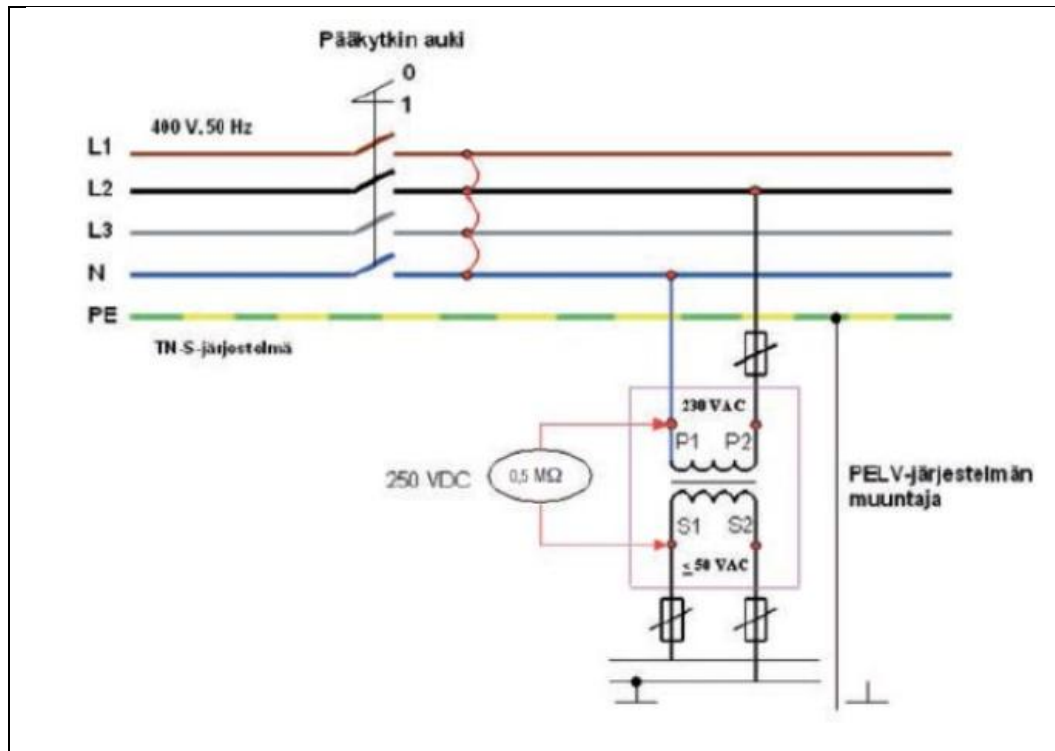 Pääkytkin auki
0
1
400 V. 50 Hz
L1
L2
L3
N
PE
TN-S-järjestelmä
230 VAC
P1 P2
250 VDC
0,5 MΩ
PELV-järjestelmän
muuntaja
S1 S2
≤ 50 VAC